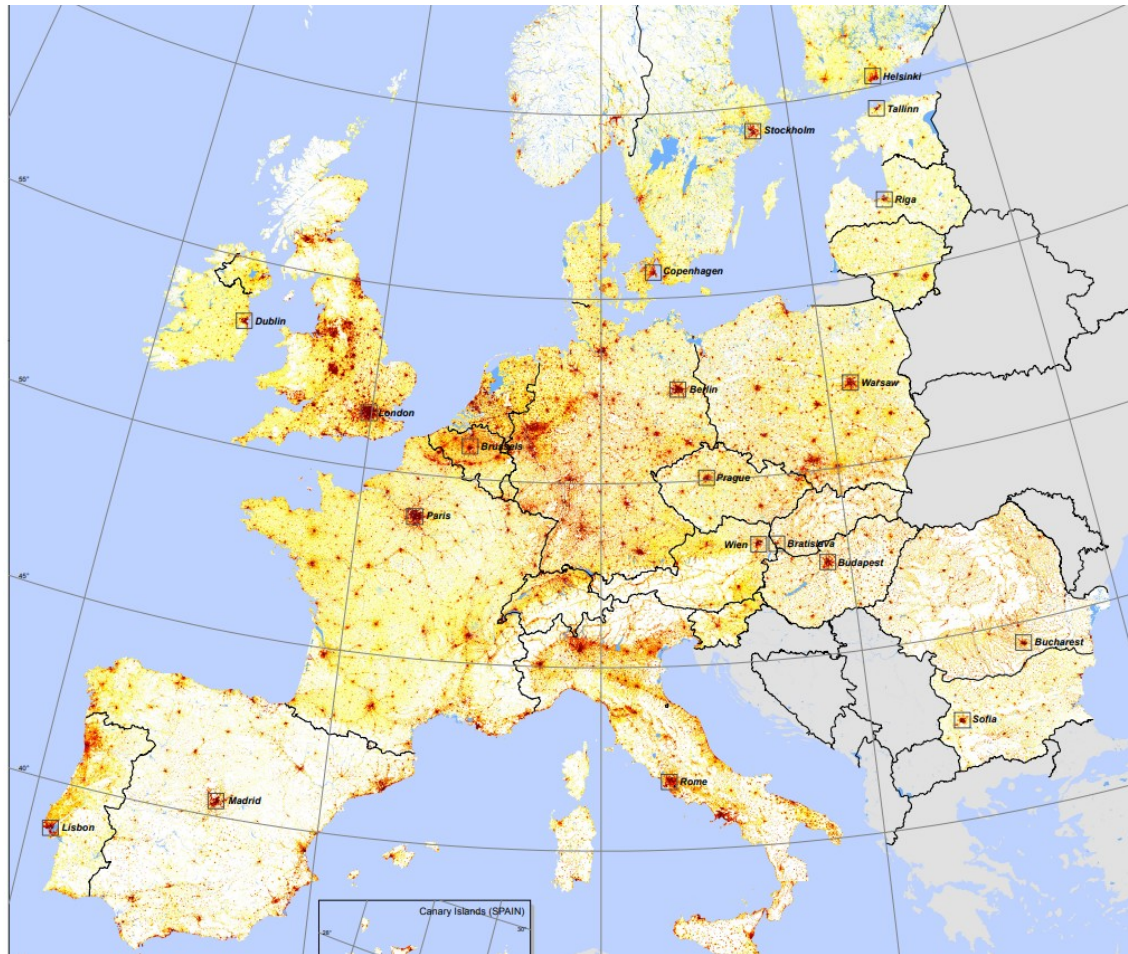 Helsinki
Tallinn
Stockholm
55°
Riga
Copenhagen
Dublin
50°
Berlin
Warsaw
London
Brussels
Prague
Paris
Wien
Bratislava
Budapest
45°
Bucharest
Sofia
40°
Rome
Madrid
Lisbon
Canary Islands (SPAIN)